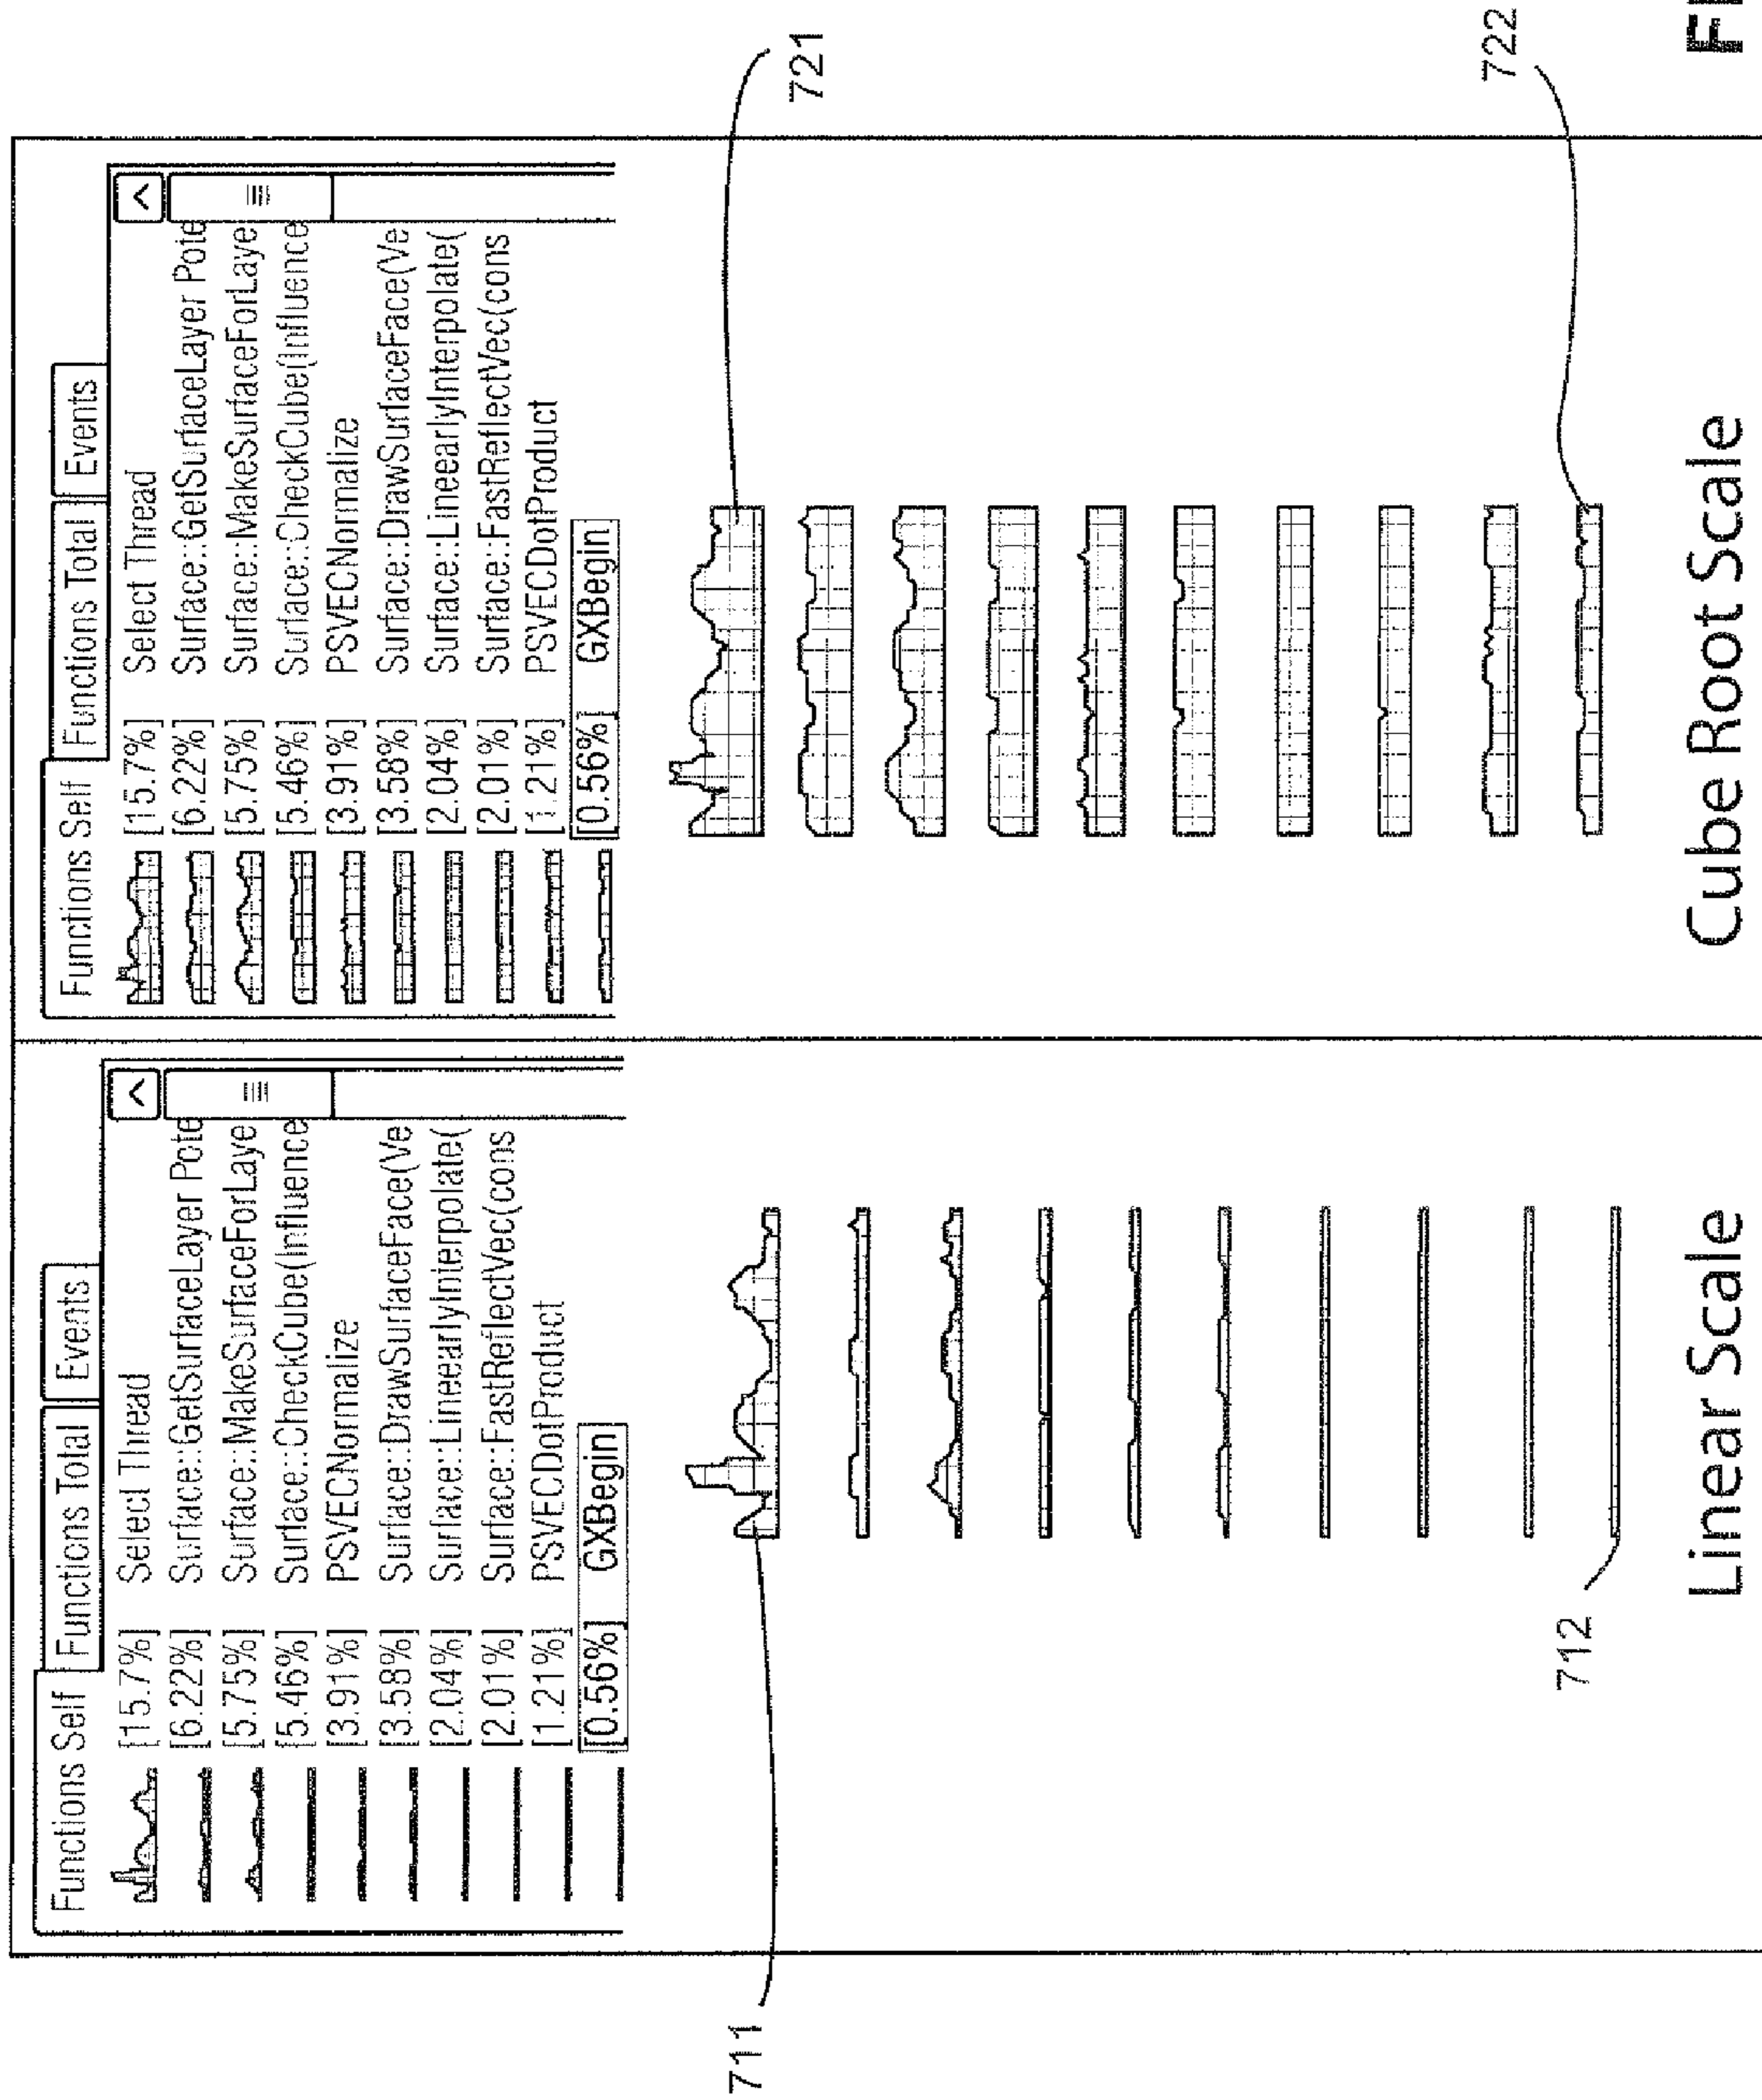 Functions Self Functions Total Events
[15.7%] Select Thread
[6.22%] Surface::GetSurfaceLayer Pote
[5.75%] Surface::MakeSurfaceForLaye
[5.46%] Surface::CheckCube(Influence
[3.91%] PSVECNormalize
[3.58%] Surface::DrawSurfaceFace(Ve
[2.04%] Surface::LineearlyInterpolate(
[2.01%] Surface::FastReflectVec(cons
[1.21%] PSVECDotProduct
[0.56%] GXBegin
711
712
Linear Scale
Functions Self Functions Total Events
[15.7%] Select Thread
[6.22%] Surface::GetSurfaceLayer Pote
[5.75%] Surface::MakeSurfaceForLaye
[5.46%] Surface::CheckCube(Influence
[3.91%] PSVECNormalize
[3.58%] Surface::DrawSurfaceFace(Ve
[2.04%] Surface::LineearlyInterpolate(
[2.01%] Surface::FastReflectVec(cons
[1.21%] PSVECDotProduct
[0.56%] GXBegin
721
722
Cube Root Scale